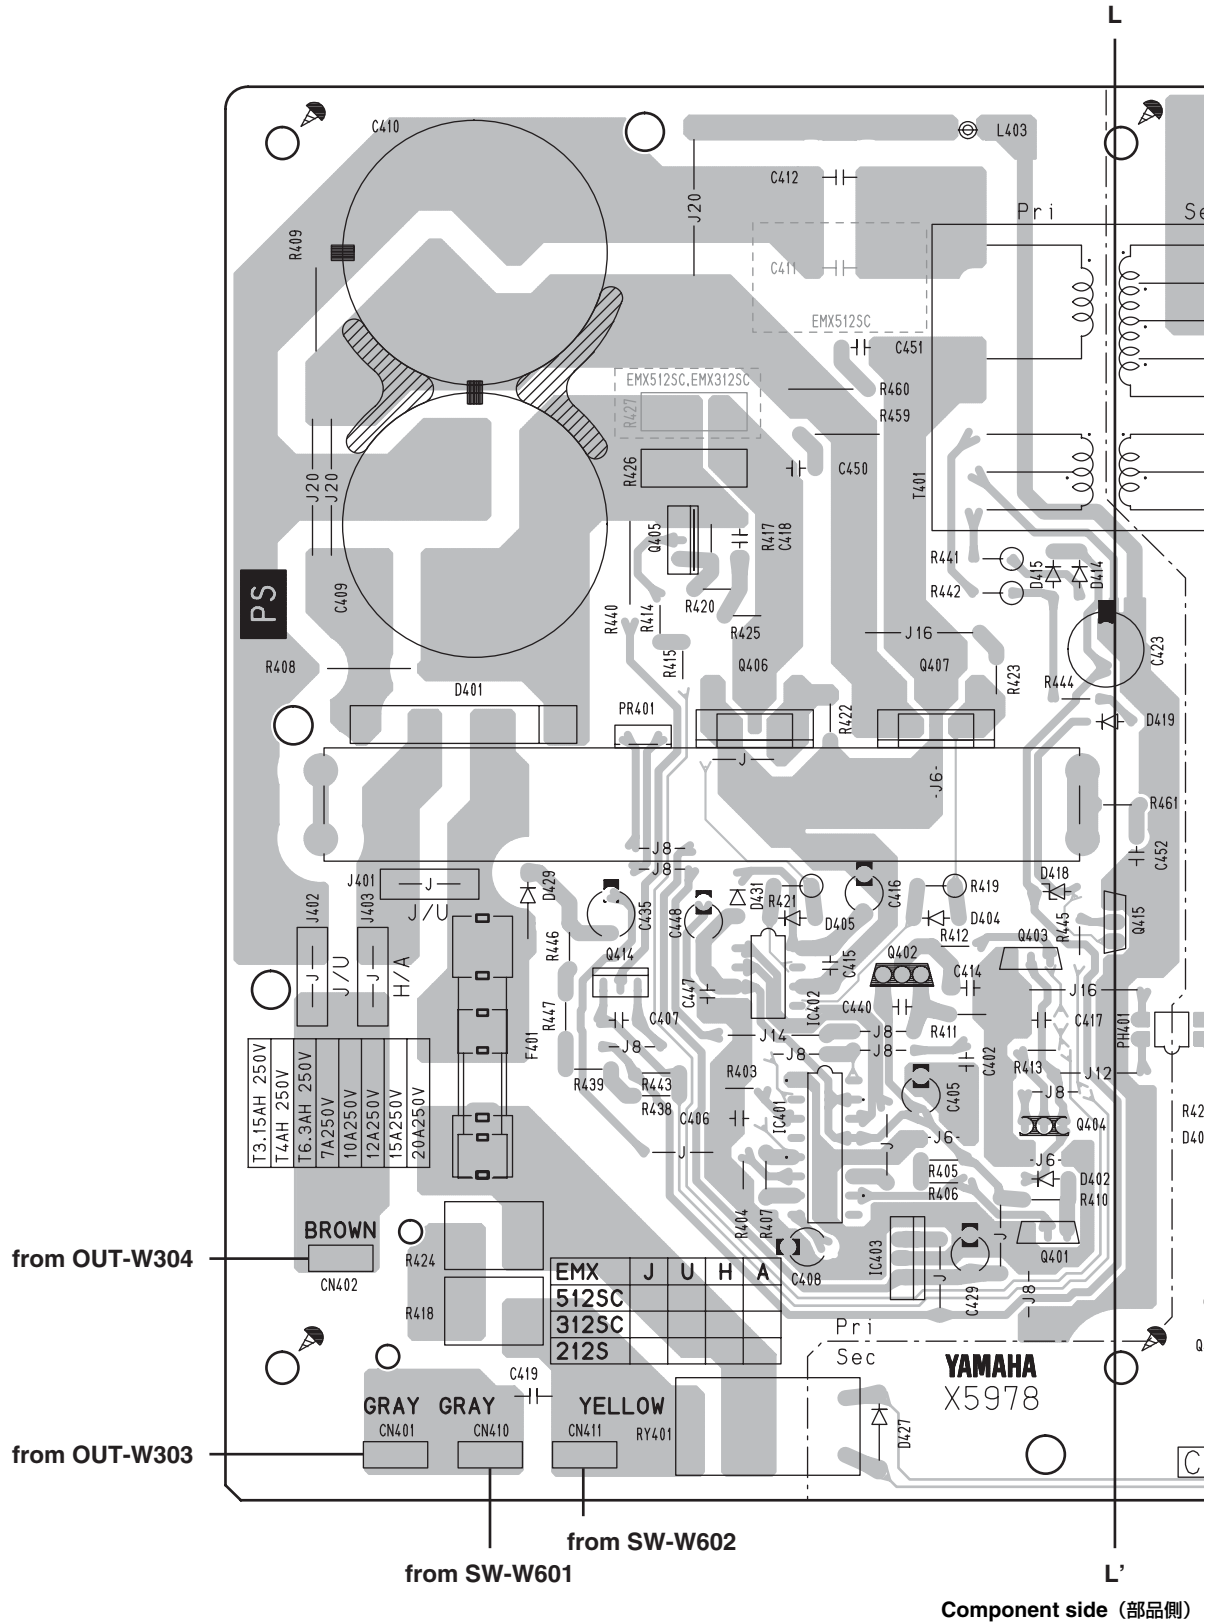 L
C410
L403
C412
J20
Pri
Se
R409
C411
EMX512SC
C451
EMX512SC,EMX312SC
R460
R427
R459
R426
C450
T401
J20
J20
Q405
R417
C418
R441
D415
D414
R442
PS
C409
R440
R414
R420
R425
J16
C423
R408
R415
Q406
Q407
R423
R444
D401
PR401
R422
D419
J
J6
R461
J8
C452
J8
J401
J
J/U
D429
C435
C448
D431
R421
D405
C416
R419
D404
D418
R445
Q415
J402
J403
J
J/U
J
H/A
R446
Q414
C415
Q402
R412
Q403
C414
C447
IC402
C440
J16
R447
C407
J14
J8
R411
C417
PH401
F401
J8
J8
J8
C402
R413
J12
R439
R443
R403
J8
R438
C406
IC401
C405
Q404
R42
D40
T3.15AH 250V
T4AH 250V
T6.3AH 250V
7A250V
10A250V
12A250V
15A250V
20A250V
J
J
J6
J6
R405
D402
R406
R410
R404
R407
BROWN
from OUT-W304
CN402
R424
IC403
J
Q401
C408
J
C429
J8
EMX J U H A
512SC
312SC
212S
R418
Pri
Sec
YAMAHA
X5978
Q
C419
GRAY GRAY YELLOW
CN401 CN410 CN411 RY401
D427
from OUT-W303
C
from SW-W602
from SW-W601
L’
Component side（部品側）